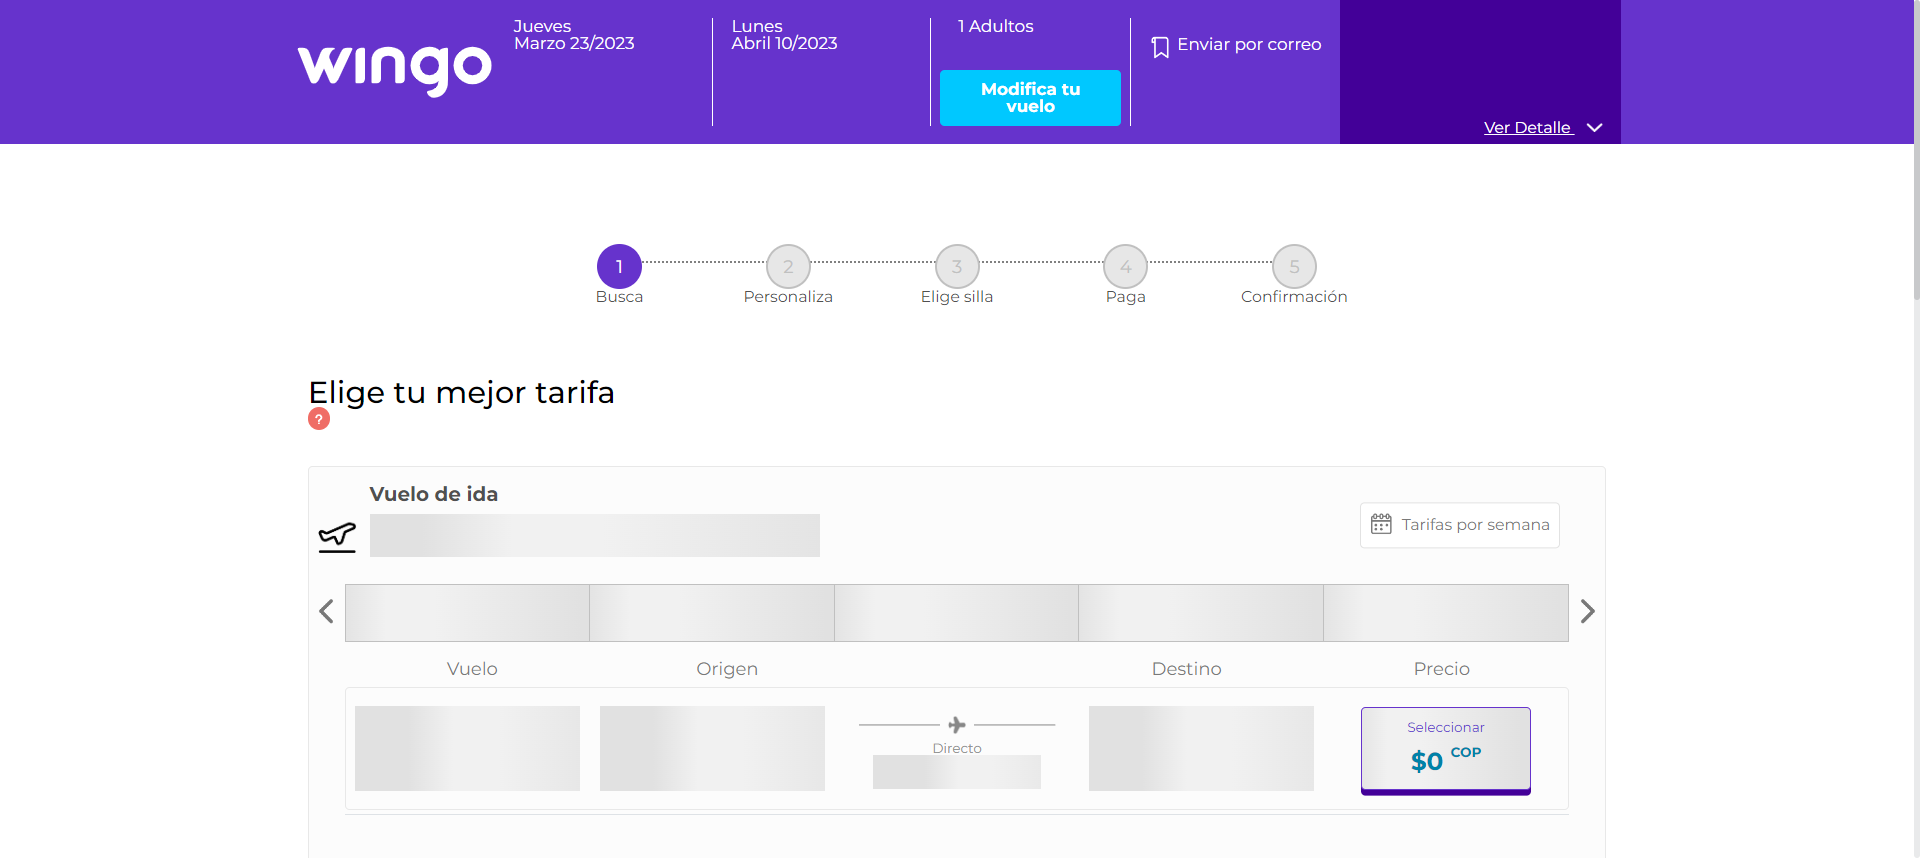 wingo
Jueves
Marzo 23/2023
Lunes
Abril 10/2023
1 Adultos
Modifica tu
vuelo
Enviar por correo
Ver Detalle
1
Busca
2
Personaliza
3
Elige silla
4
Paga
5
Confirmación
Elige tu mejor tarifa
?
Vuelo de ida
Tarifas por semana
Vuelo
Origen
Destino
Precio
Directo
Seleccionar
$0 COP